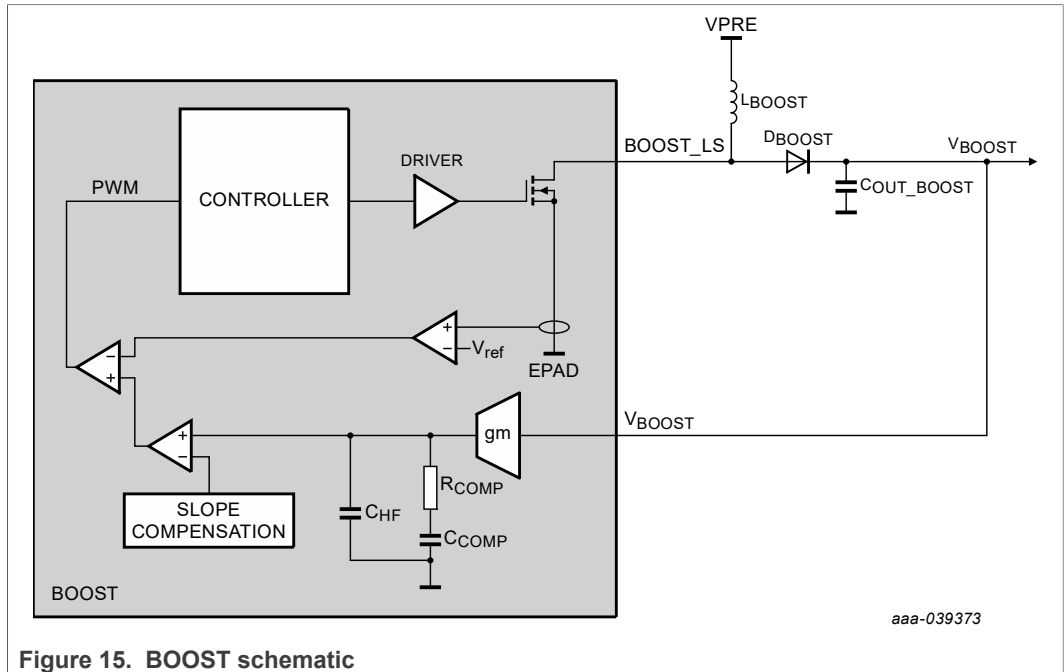 VPRE
LBOOST
DBOOST
VBOOST
BOOST_LS
COUT_BOOST
DRIVER
PWM
CONTROLLER
+
−
Vref
EPAD
−
+
VBOOST
gm
+
−
RCOMP
SLOPE
COMPENSATION
CHF
CCOMP
BOOST
aaa-039373
Figure 15. BOOST schematic